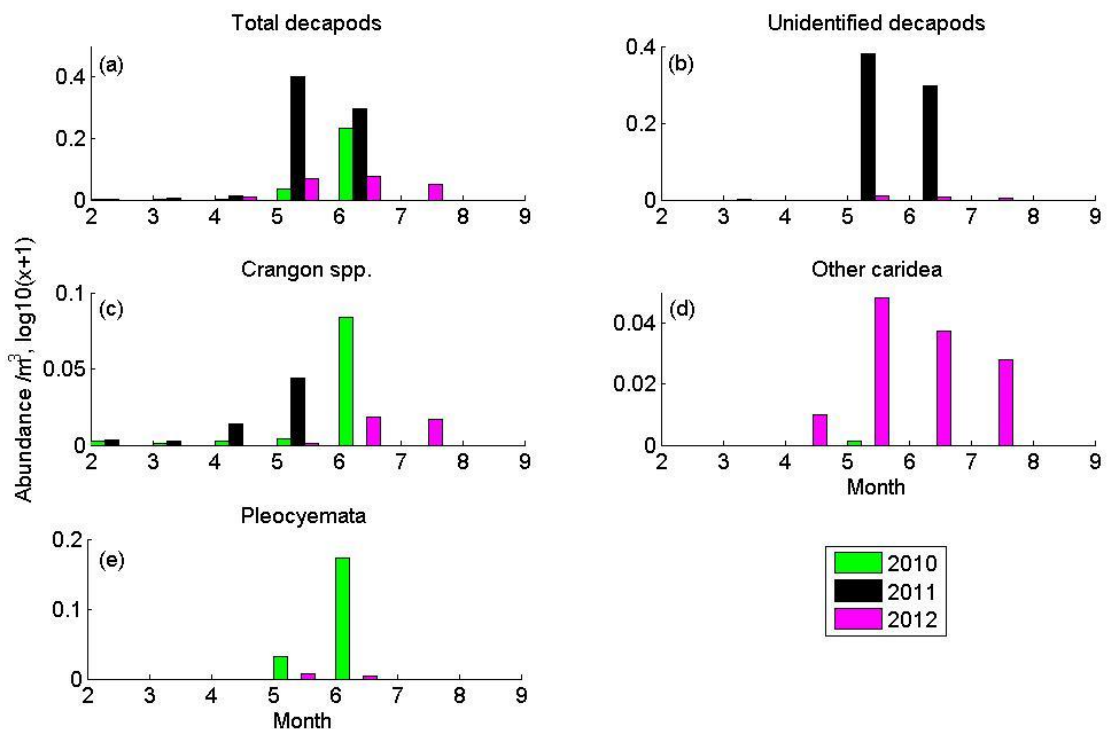 Total decapods
(a)
0.4
0.2
0
2 3 4 5 6 7 8 9
Unidentified decapods
(b)
0.4
0.2
0
2 3 4 5 6 7 8 9
Abundance /m3, log10(x+1)
Crangon spp.
(c)
0.1
0.05
0
2 3 4 5 6 7 8 9
Other caridea
(d)
0.04
0.02
0
2 3 4 5 6 7 8 9
Month
Pleocyemata
(e)
0.2
0.1
0
2 3 4 5 6 7 8 9
Month
2010
2011
2012